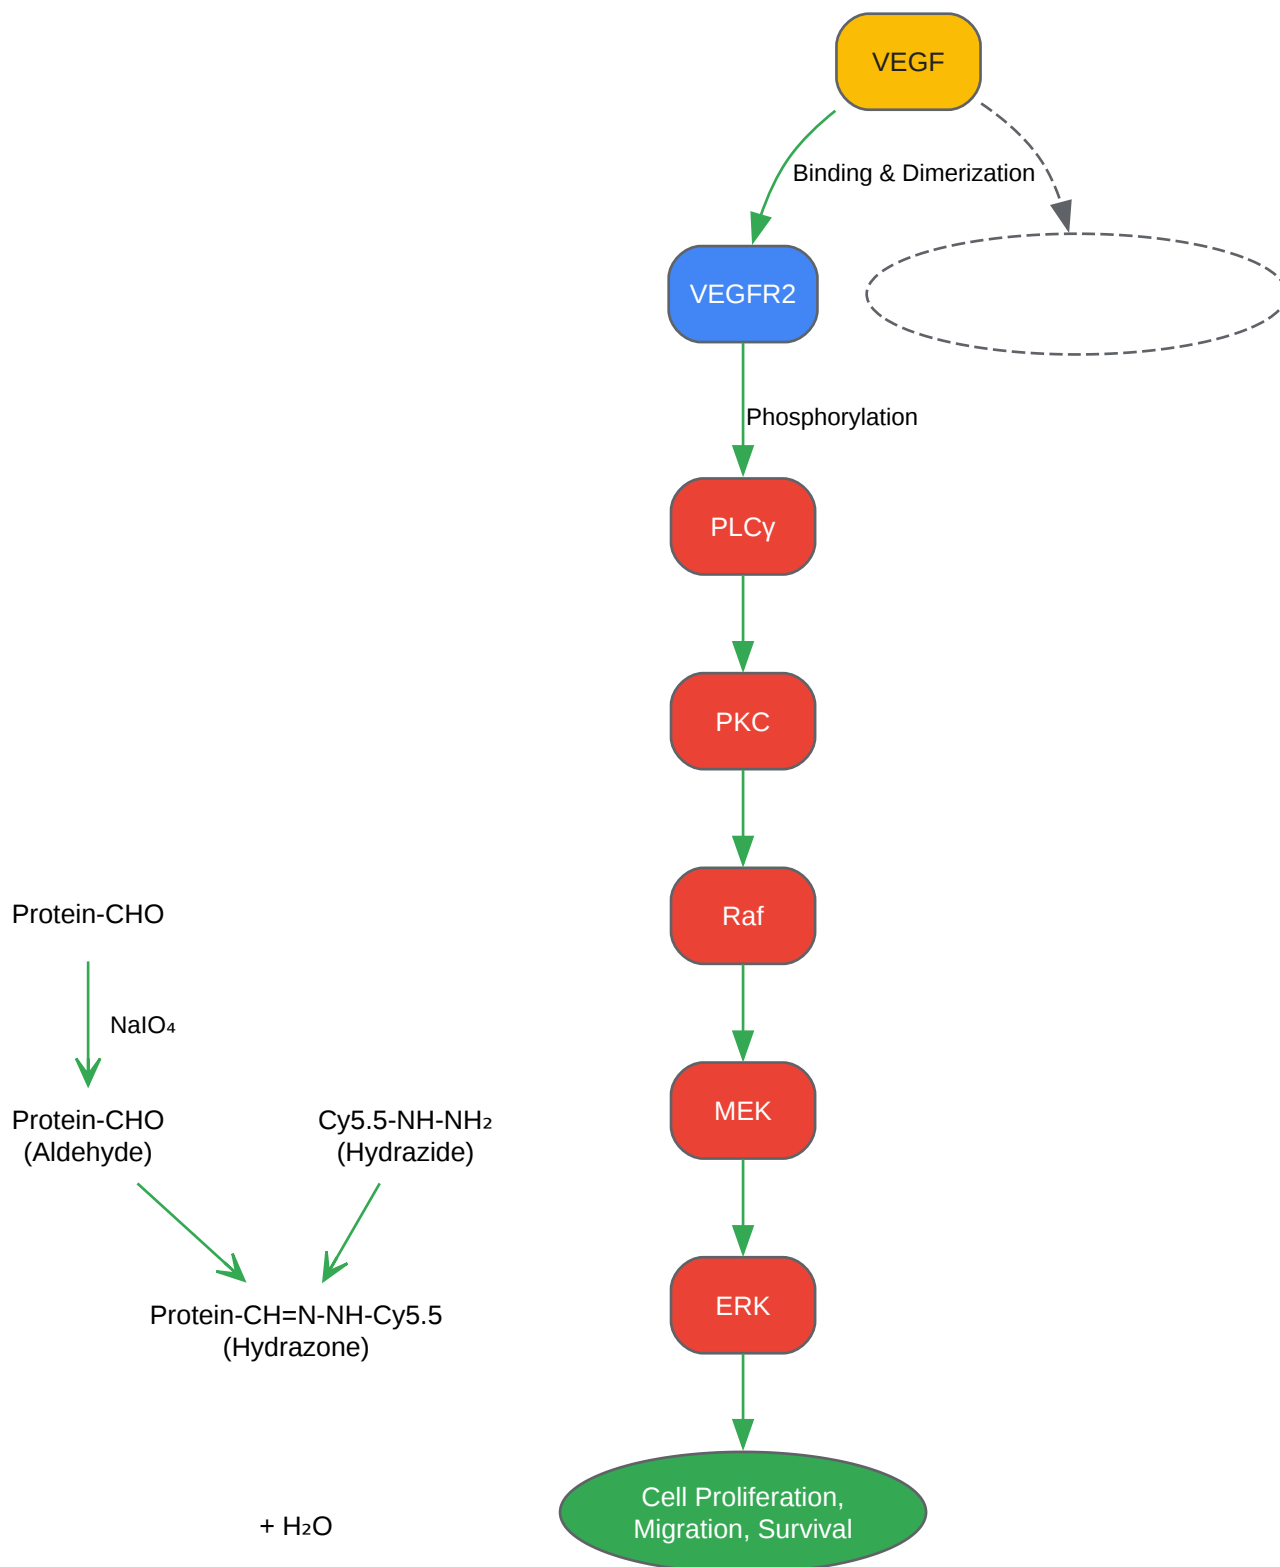 VEGF
Binding & Dimerization
VEGFR2
Phosphorylation
PLCγ
PKC
Raf
MEK
ERK
Cell Proliferation,
Migration, Survival
Protein-CHO
NaIO₄
Protein-CHO
(Aldehyde)
Cy5.5-NH-NH₂
(Hydrazide)
Protein-CH=N-NH-Cy5.5
(Hydrazone)
+ H₂O